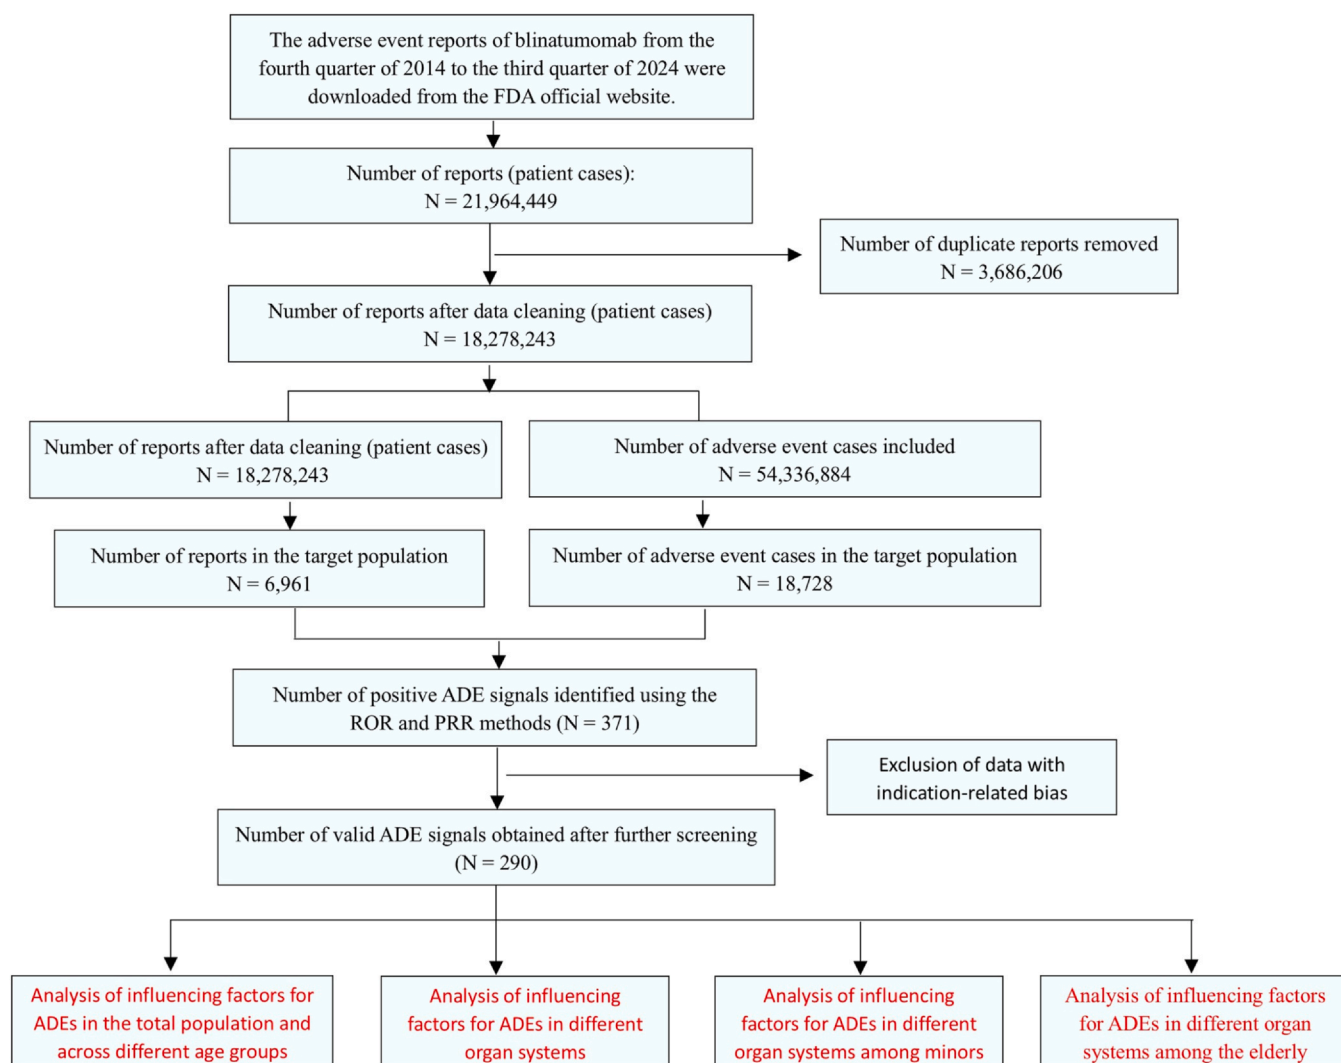 The adverse event reports of blinatumomab from the
fourth quarter of 2014 to the third quarter of 2024 were
downloaded from the FDA official website.
Number of reports (patient cases):
N = 21,964,449
Number of duplicate reports removed
N = 3,686,206
Number of reports after data cleaning (patient cases)
N = 18,278,243
Number of reports after data cleaning (patient cases)
N = 18,278,243
Number of adverse event cases included
N = 54,336,884
Number of reports in the target population
N = 6,961
Number of adverse event cases in the target population
N = 18,728
Number of positive ADE signals identified using the
ROR and PRR methods (N = 371)
Exclusion of data with
indication-related bias
Number of valid ADE signals obtained after further screening
(N = 290)
Analysis of influencing factors for
ADEs in the total population and
across different age groups
Analysis of influencing
factors for ADEs in different
organ systems
Analysis of influencing
factors for ADEs in different
organ systems among minors
Analysis of influencing factors
for ADEs in different organ
systems among the elderly